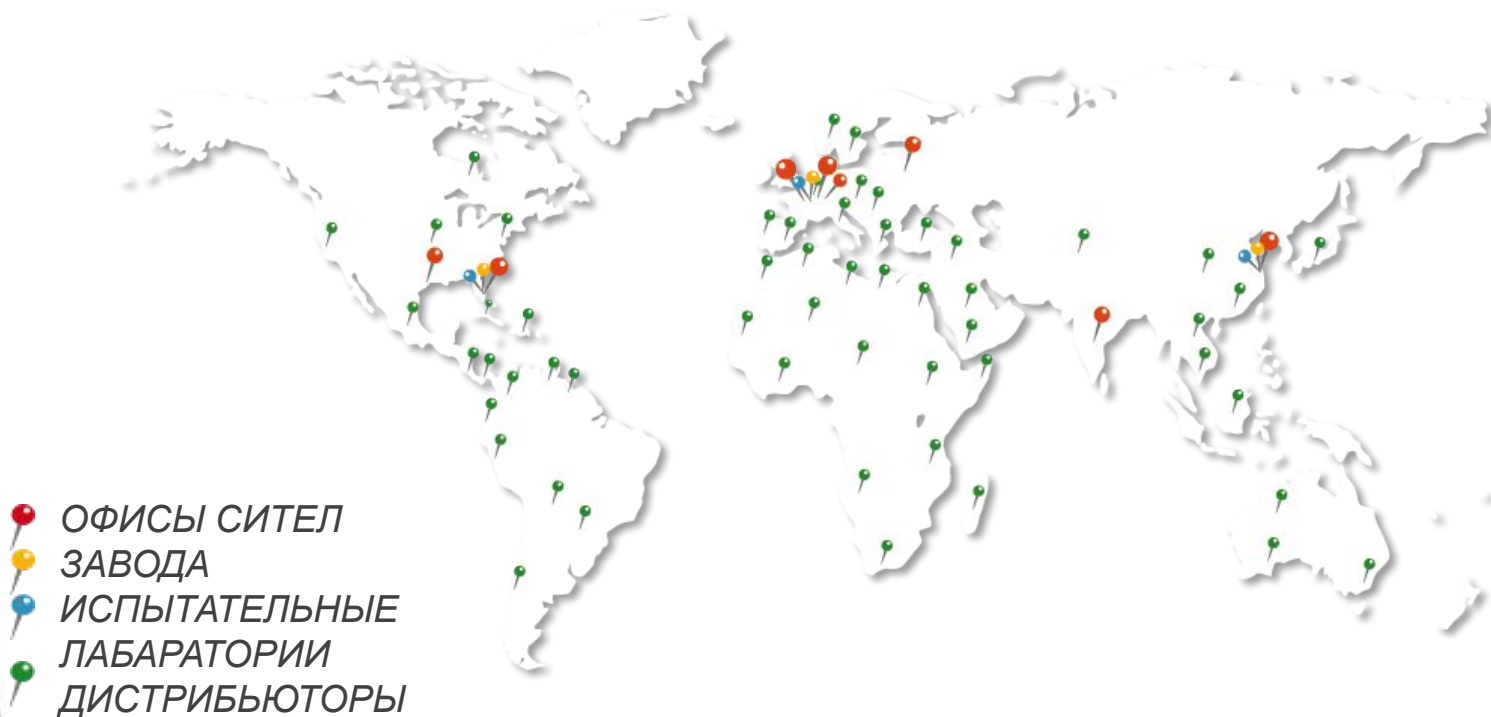 ОФИСЫ СИТЕЛ
ЗАВОДА
ИСПЫТАТЕЛЬНЫЕ
ЛАБАРАТОРИИ
ДИСТРИБЬЮТОРЫ